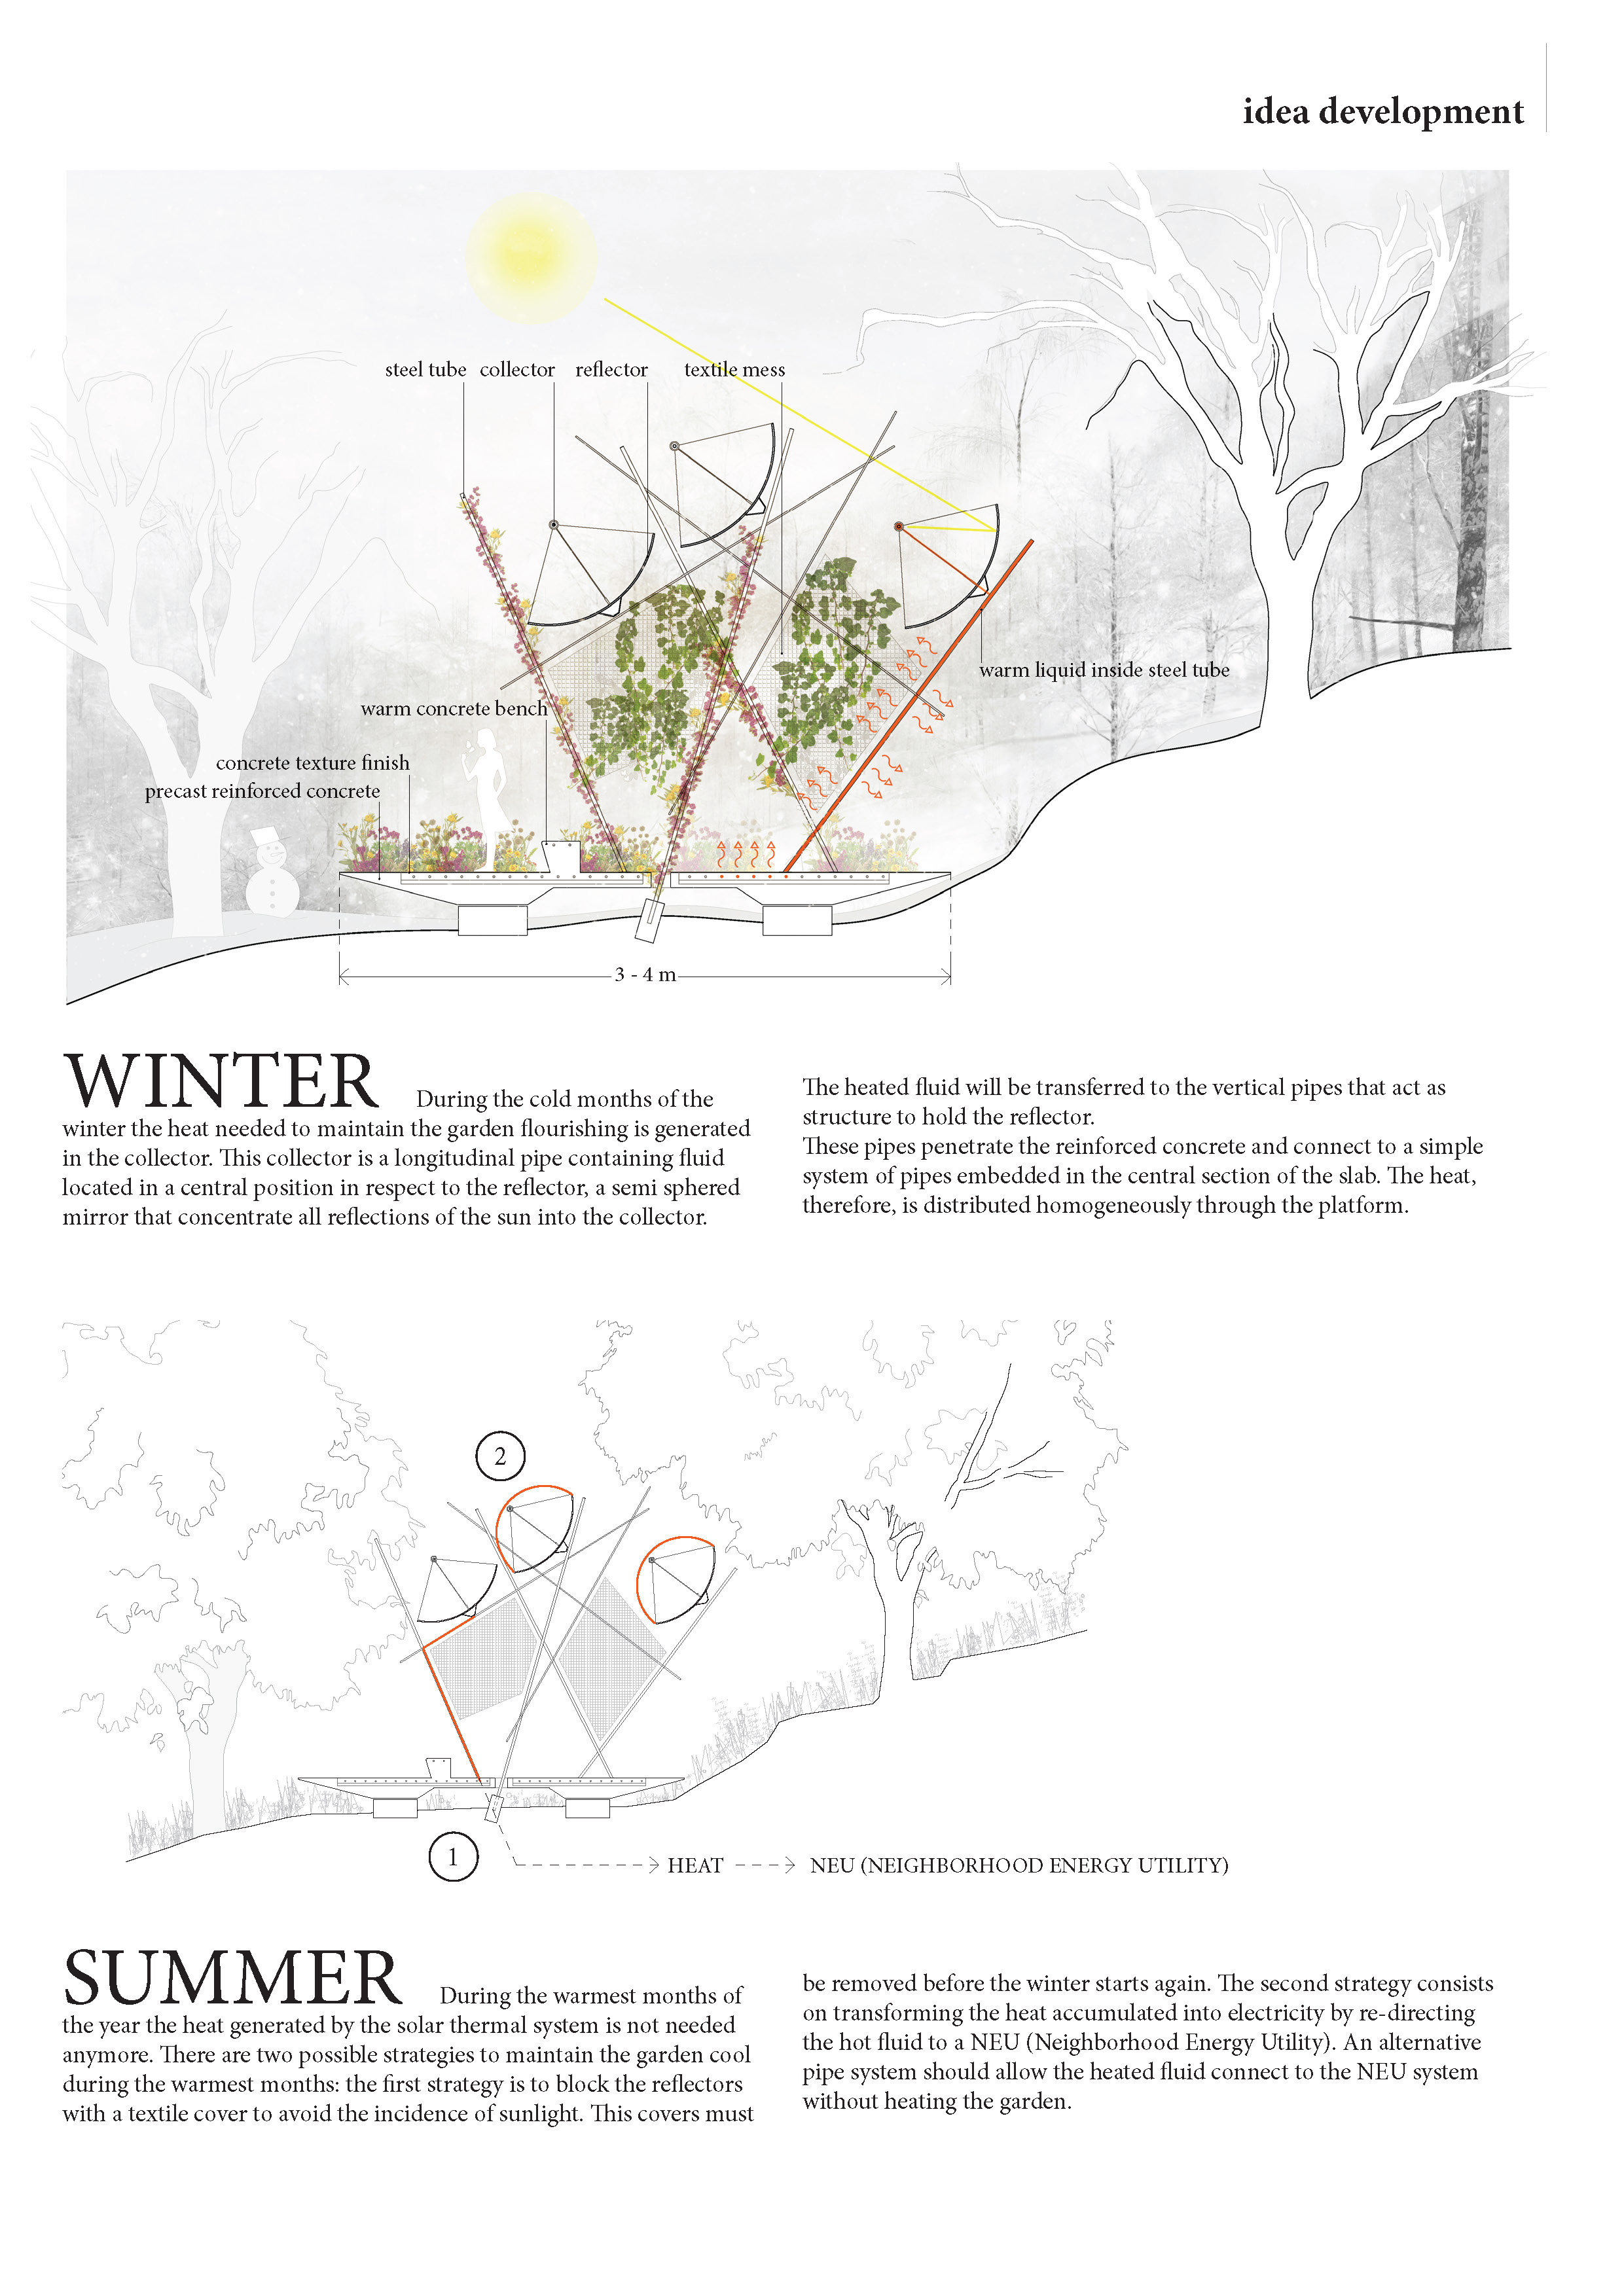 idea development
steel tube
collector
reflector
textile mess
warm liquid inside steel tube
warm concrete bench
concrete texture finish
precast reinforced concrete
3 - 4 m
WINTER During the cold months of the
winter the heat needed to maintain the garden flourishing is generated
in the collector. This collector is a longitudinal pipe containing fluid
located in a central position in respect to the reflector, a semi sphered
mirror that concentrate all reflections of the sun into the collector.
The heated fluid will be transferred to the vertical pipes that act as
structure to hold the reflector.
These pipes penetrate the reinforced concrete and connect to a simple
system of pipes embedded in the central section of the slab. The heat,
therefore, is distributed homogeneously through the platform.
2
1
HEAT
NEU (NEIGHBORHOOD ENERGY UTILITY)
SUMMER During the warmest months of
the year the heat generated by the solar thermal system is not needed
anymore. There are two possible strategies to maintain the garden cool
during the warmest months: the first strategy is to block the reflectors
with a textile cover to avoid the incidence of sunlight. This covers must
be removed before the winter starts again. The second strategy consists
on transforming the heat accumulated into electricity by re-directing
the hot fluid to a NEU (Neighborhood Energy Utility). An alternative
pipe system should allow the heated fluid connect to the NEU system
without heating the garden.